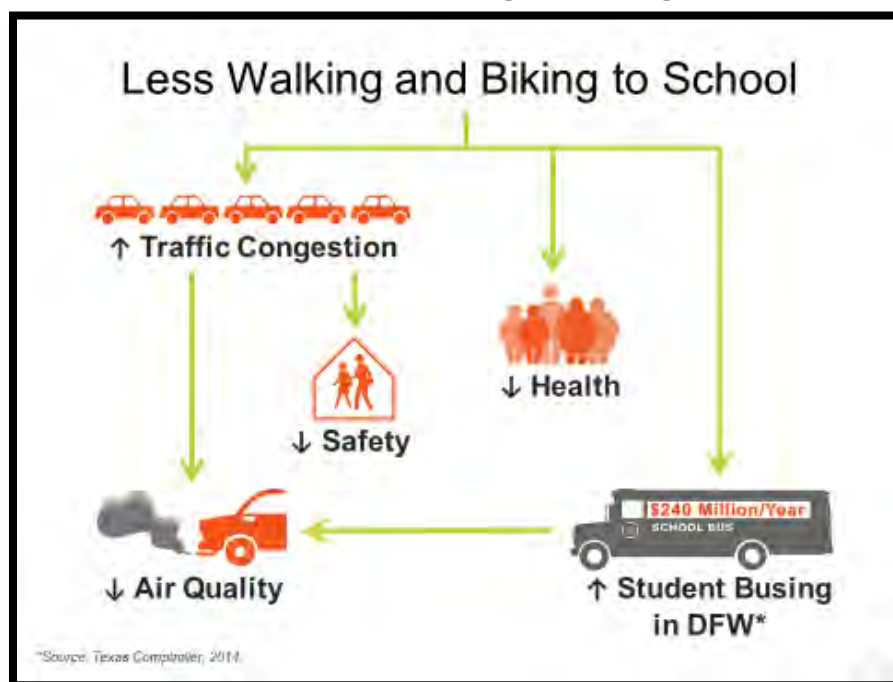 Less Walking and Biking to School
↑ Traffic Congestion
↓ Safety
↓ Health
$240 Million/Year
SCHOOL BUS
↓ Air Quality
↑ Student Busing
in DFW*
*Source: Texas Comptroller, 2014.